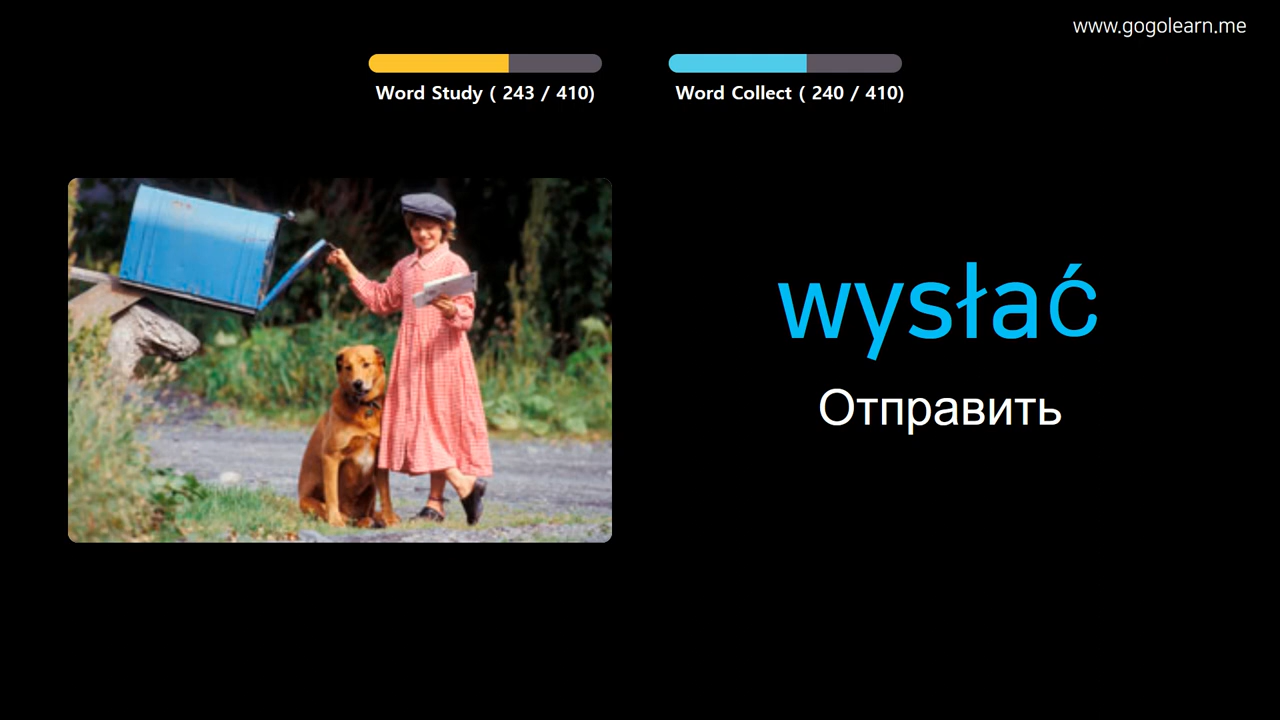 www.gogolearn.me
Word Study ( 243 / 410)
Word Collect ( 240 / 410)
wysłać
Отправить